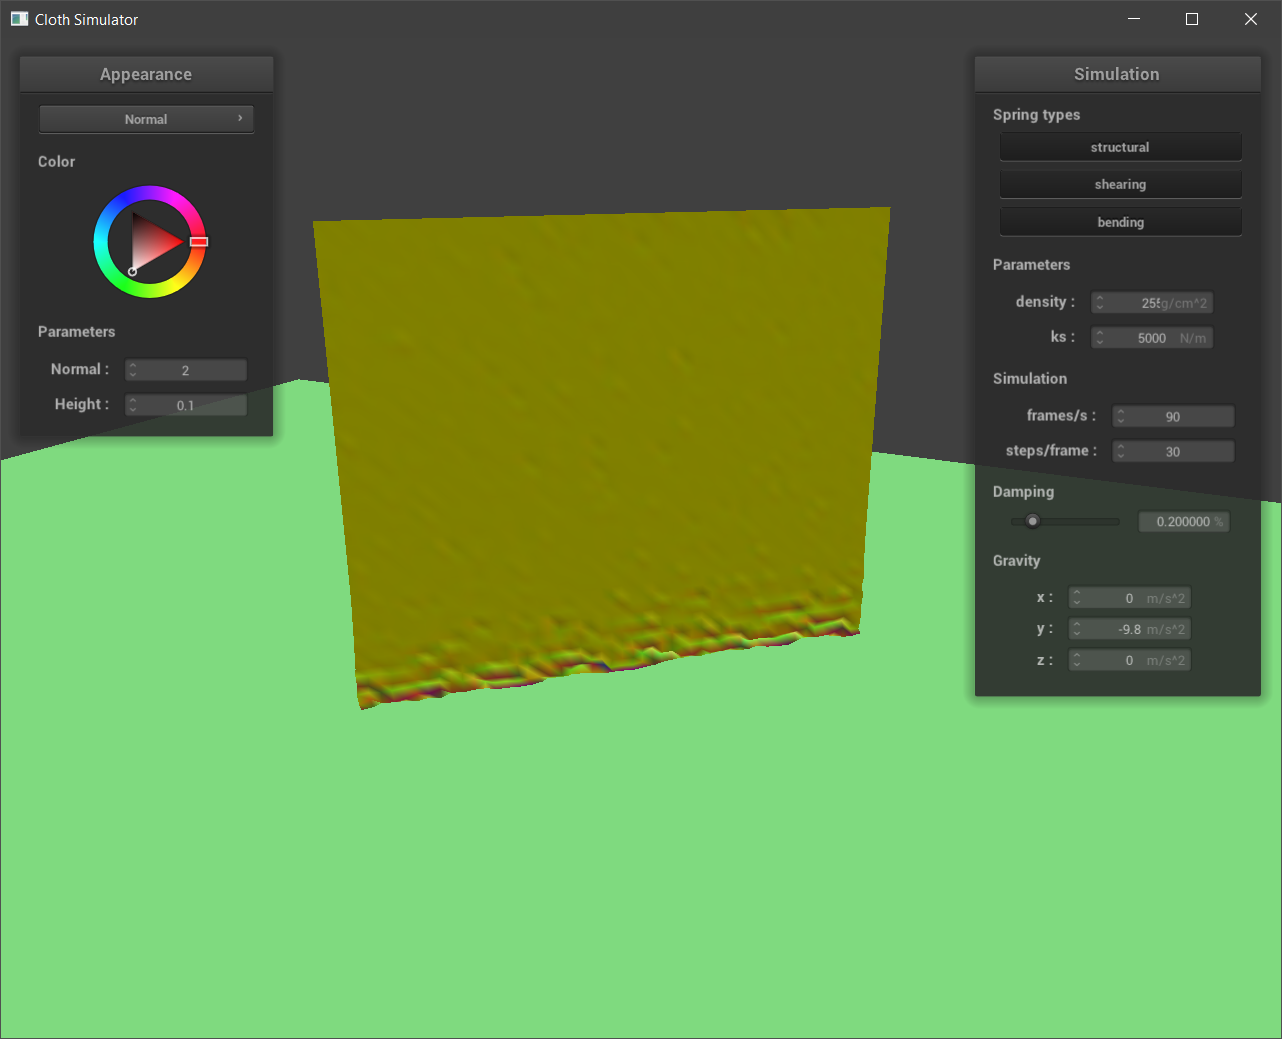 Cloth Simulator
Appearance
Normal
Color
Parameters
Normal :
2
Height :
0.1
Simulation
Spring types
structural
shearing
bending
Parameters
density :
g/cm^2
ks :
5000 N/m
Simulation
frames/s :
90
steps/frame :
30
Damping
0.200000 %
Gravity
x :
0 m/s^2
y :
-9.8 m/s^2
z :
0 m/s^2